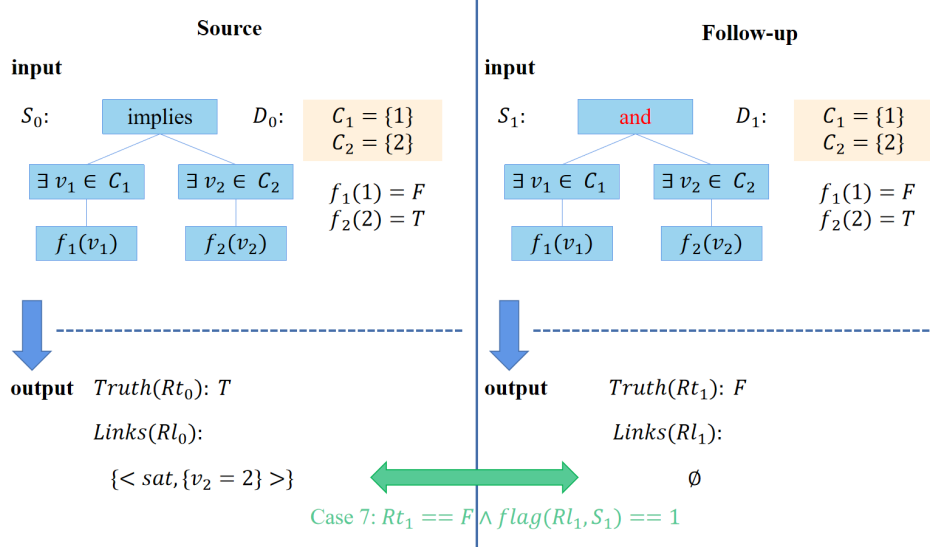 Source
input
S₀:
implies
D₀:
C₁ = {1}
C₂ = {2}
∃ v₁ ∈ C₁
∃ v₂ ∈ C₂
f₁(1) = F
f₂(2) = T
f₁(v₁)
f₂(v₂)
output
Truth(Rt₀): T
Links(Rl₀):
{< sat, {v₂ = 2} >}
Follow-up
input
S₁:
and
D₁:
C₁ = {1}
C₂ = {2}
∃ v₁ ∈ C₁
∃ v₂ ∈ C₂
f₁(1) = F
f₂(2) = T
f₁(v₁)
f₂(v₂)
output
Truth(Rt₁): F
Links(Rl₁):
∅
Case 7: Rt₁ == F ∧ flag(Rl₁, S₁) == 1